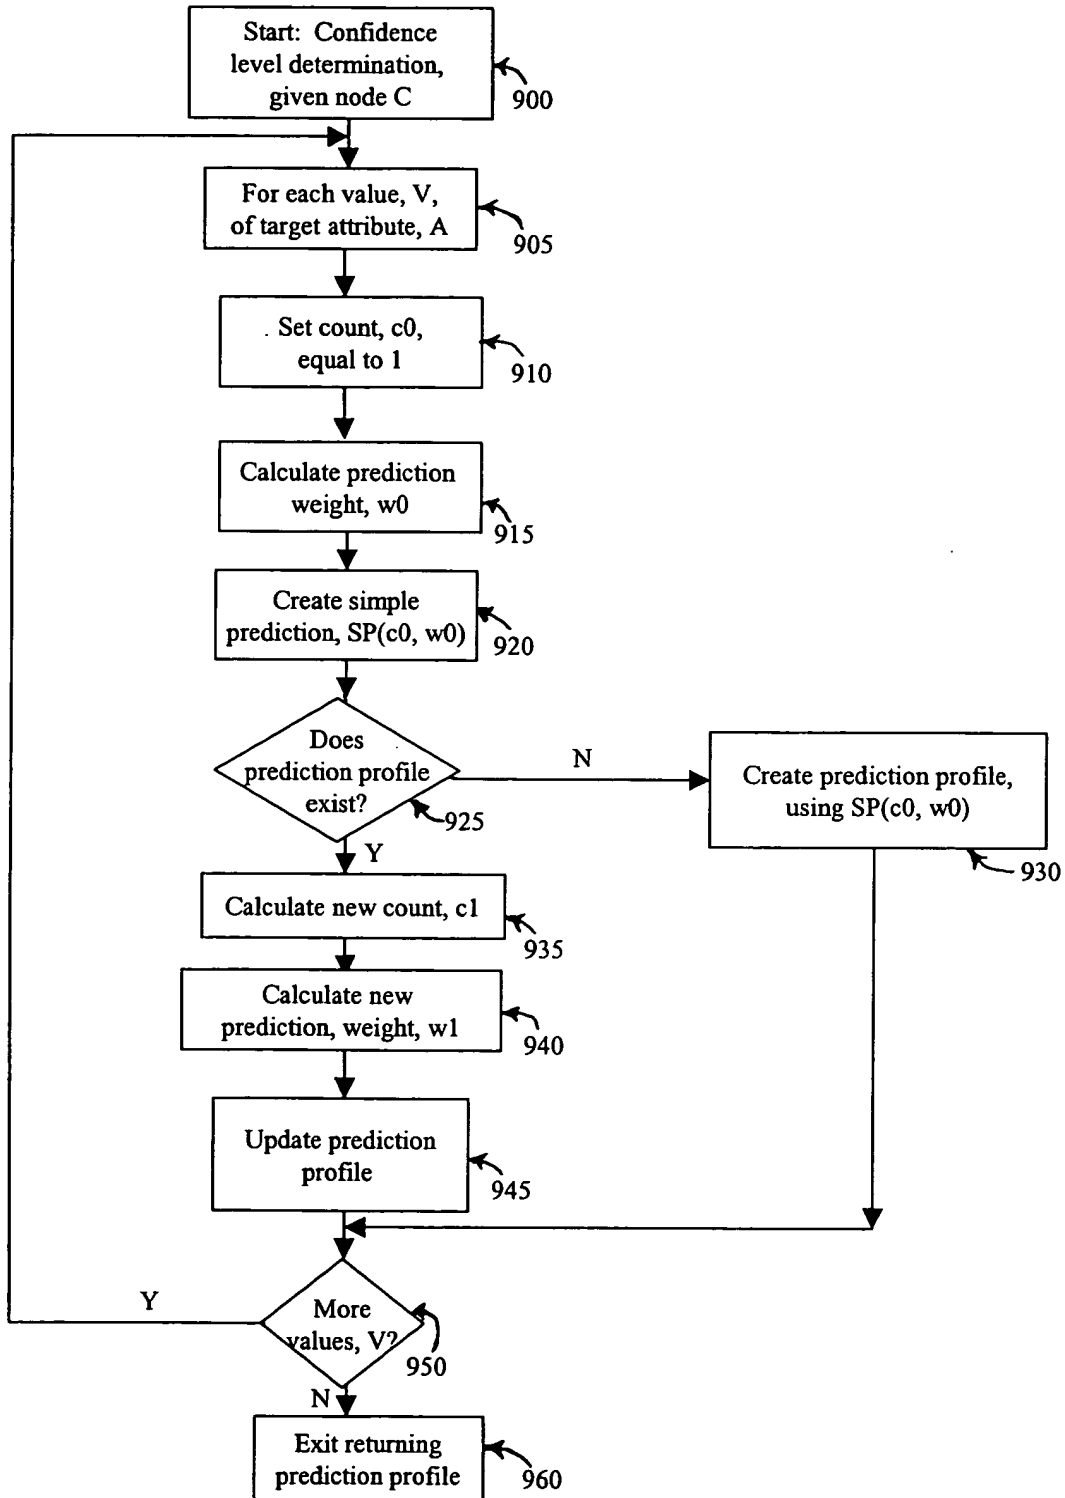 Start: Confidence
level determination,
given node C
900
For each value, V,
of target attribute, A
905
Set count, c0,
equal to 1
910
Calculate prediction
weight, w0
915
Create simple
prediction, SP(c0, w0)
920
Does
prediction profile
exist?
925
N
Create prediction profile,
using SP(c0, w0)
930
Y
Calculate new count, c1
935
Calculate new
prediction, weight, w1
940
Update prediction
profile
945
Y
More
values, V?
950
N
Exit returning
prediction profile
960